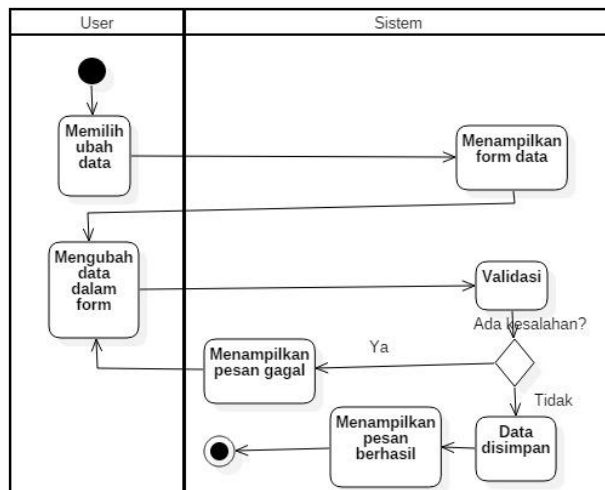 User
Sistem
Memilih
ubah
data
Menampilkan
form data
Mengubah
data
dalam
form
Validasi
Ada kesalahan?
Ya
Menampilkan
pesan gagal
Tidak
Data
disimpan
Menampilkan
pesan
berhasil